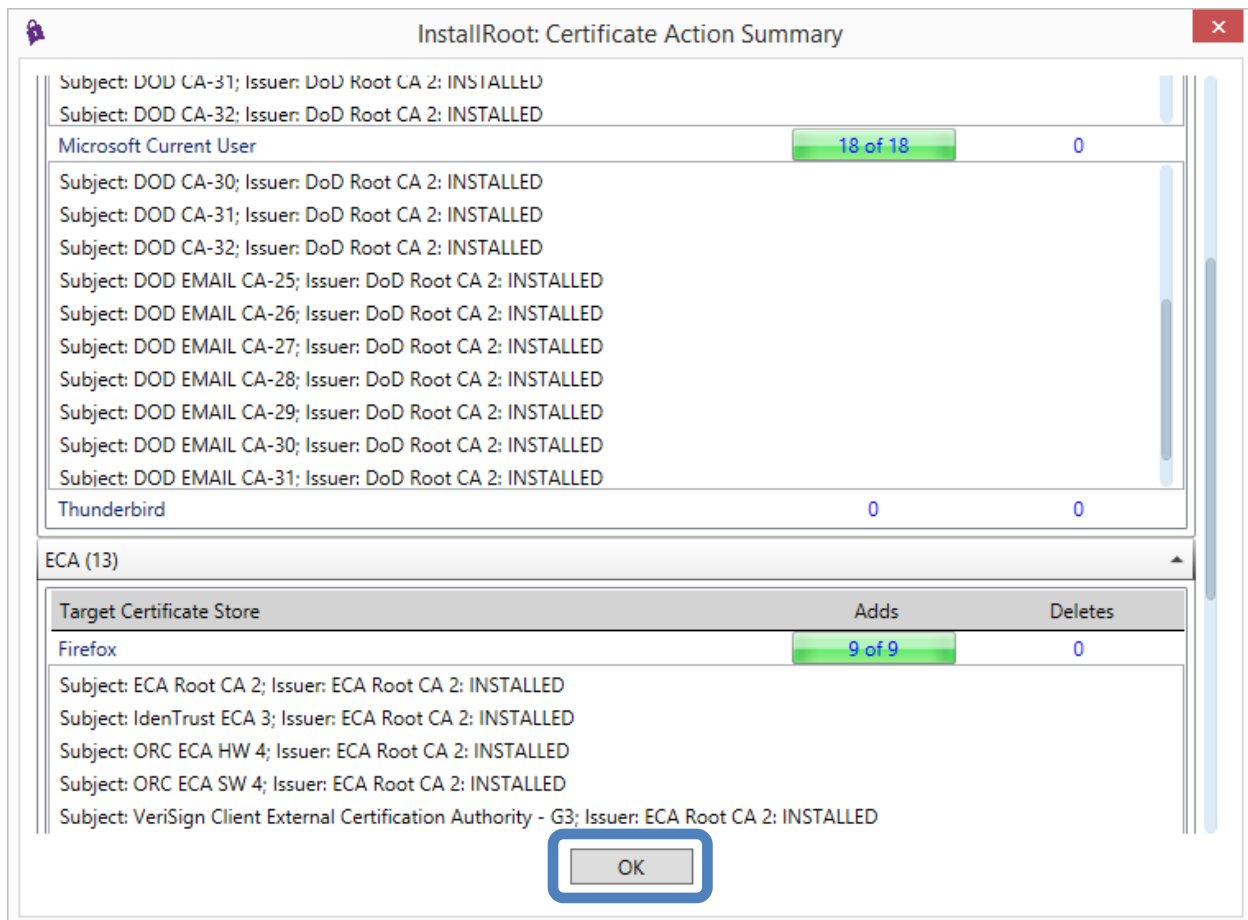 InstallRoot: Certificate Action Summary
Subject: DOD CA-31; Issuer: DoD Root CA 2: INSTALLED
Subject: DOD CA-32; Issuer: DoD Root CA 2: INSTALLED
Microsoft Current User 18 of 18 0
Subject: DOD CA-30; Issuer: DoD Root CA 2: INSTALLED
Subject: DOD CA-31; Issuer: DoD Root CA 2: INSTALLED
Subject: DOD CA-32; Issuer: DoD Root CA 2: INSTALLED
Subject: DOD EMAIL CA-25; Issuer: DoD Root CA 2: INSTALLED
Subject: DOD EMAIL CA-26; Issuer: DoD Root CA 2: INSTALLED
Subject: DOD EMAIL CA-27; Issuer: DoD Root CA 2: INSTALLED
Subject: DOD EMAIL CA-28; Issuer: DoD Root CA 2: INSTALLED
Subject: DOD EMAIL CA-29; Issuer: DoD Root CA 2: INSTALLED
Subject: DOD EMAIL CA-30; Issuer: DoD Root CA 2: INSTALLED
Subject: DOD EMAIL CA-31; Issuer: DoD Root CA 2: INSTALLED
Thunderbird 0 0
ECA (13)
Target Certificate Store Adds Deletes
Firefox 9 of 9 0
Subject: ECA Root CA 2; Issuer: ECA Root CA 2: INSTALLED
Subject: IdenTrust ECA 3; Issuer: ECA Root CA 2: INSTALLED
Subject: ORC ECA HW 4; Issuer: ECA Root CA 2: INSTALLED
Subject: ORC ECA SW 4; Issuer: ECA Root CA 2: INSTALLED
Subject: VeriSign Client External Certification Authority - G3; Issuer: ECA Root CA 2: INSTALLED
OK